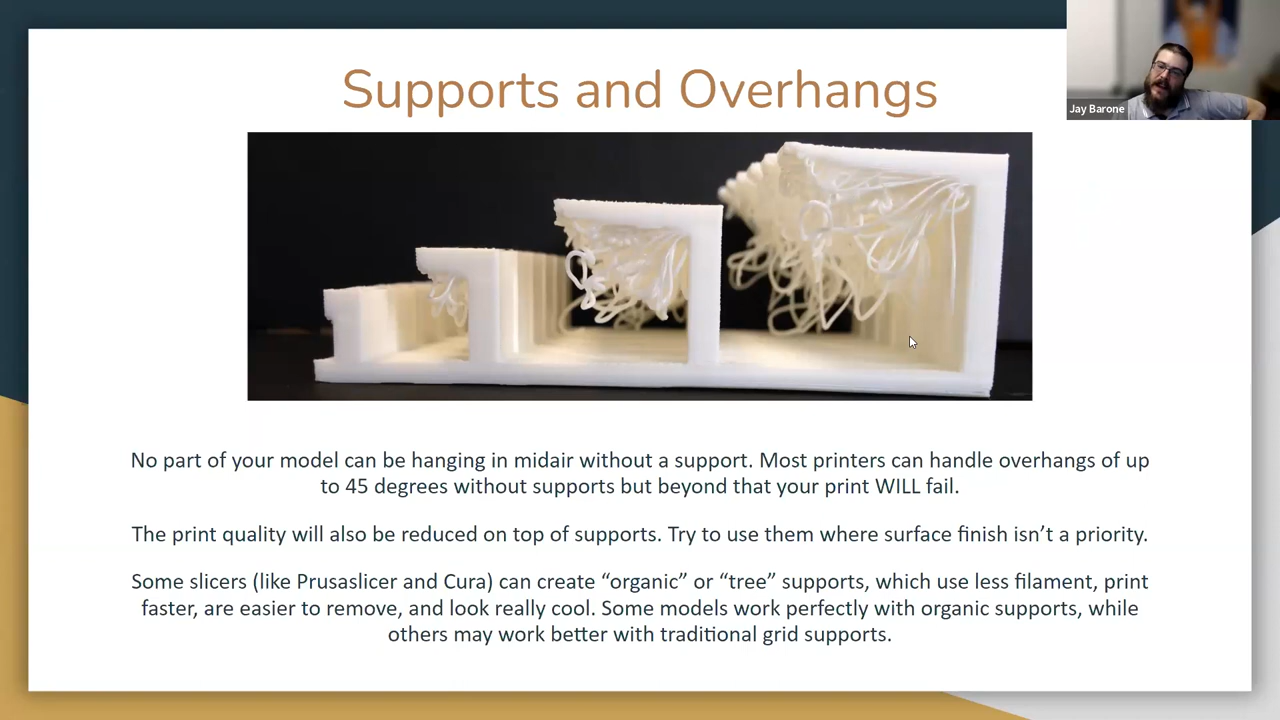 Supports and Overhangs
Jay Barone
No part of your model can be hanging in midair without a support. Most printers can handle overhangs of up
to 45 degrees without supports but beyond that your print WILL fail.
The print quality will also be reduced on top of supports. Try to use them where surface finish isn’t a priority.
Some slicers (like Prusaslicer and Cura) can create “organic” or “tree” supports, which use less filament, print
faster, are easier to remove, and look really cool. Some models work perfectly with organic supports, while
others may work better with traditional grid supports.